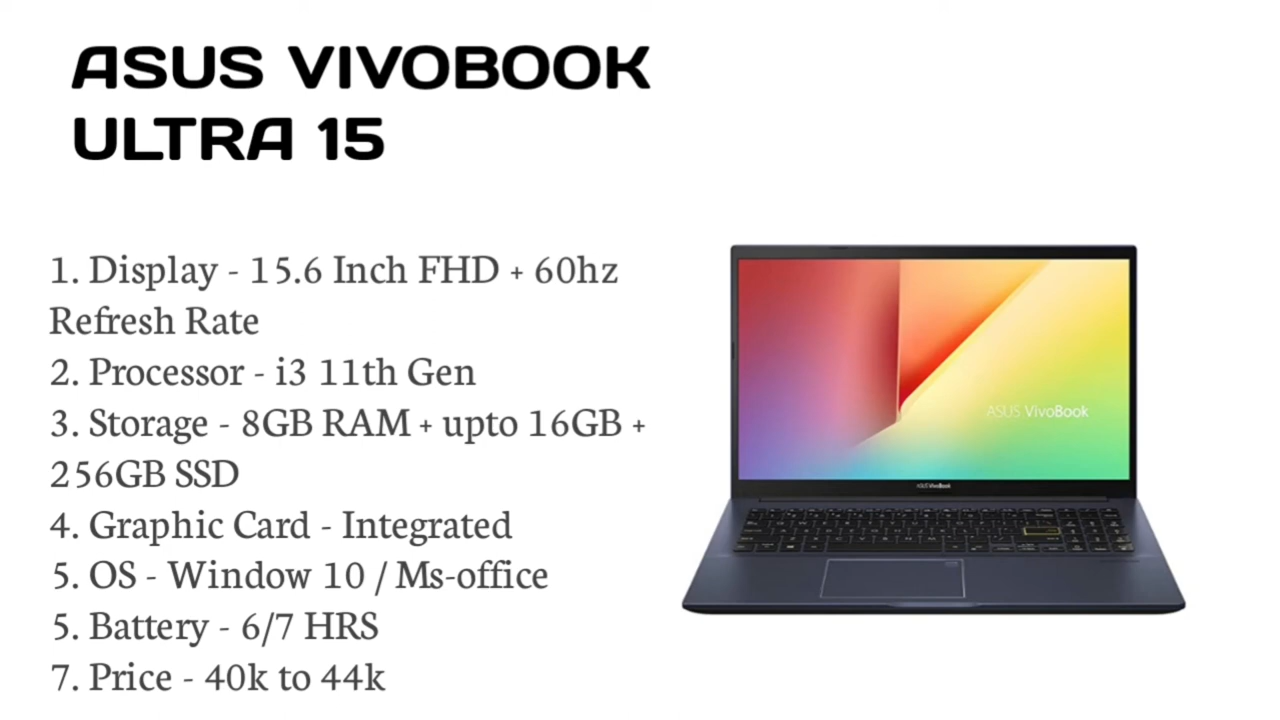 ASUS VIVOBOOK
ULTRA 15
1. Display - 15.6 Inch FHD + 60hz
Refresh Rate
2. Processor - i3 11th Gen
3. Storage - 8GB RAM + upto 16GB +
256GB SSD
4. Graphic Card - Integrated
5. OS - Window 10 / Ms-office
5. Battery - 6/7 HRS
7. Price - 40k to 44k
ASUS VivoBook
ASUS VivoBook